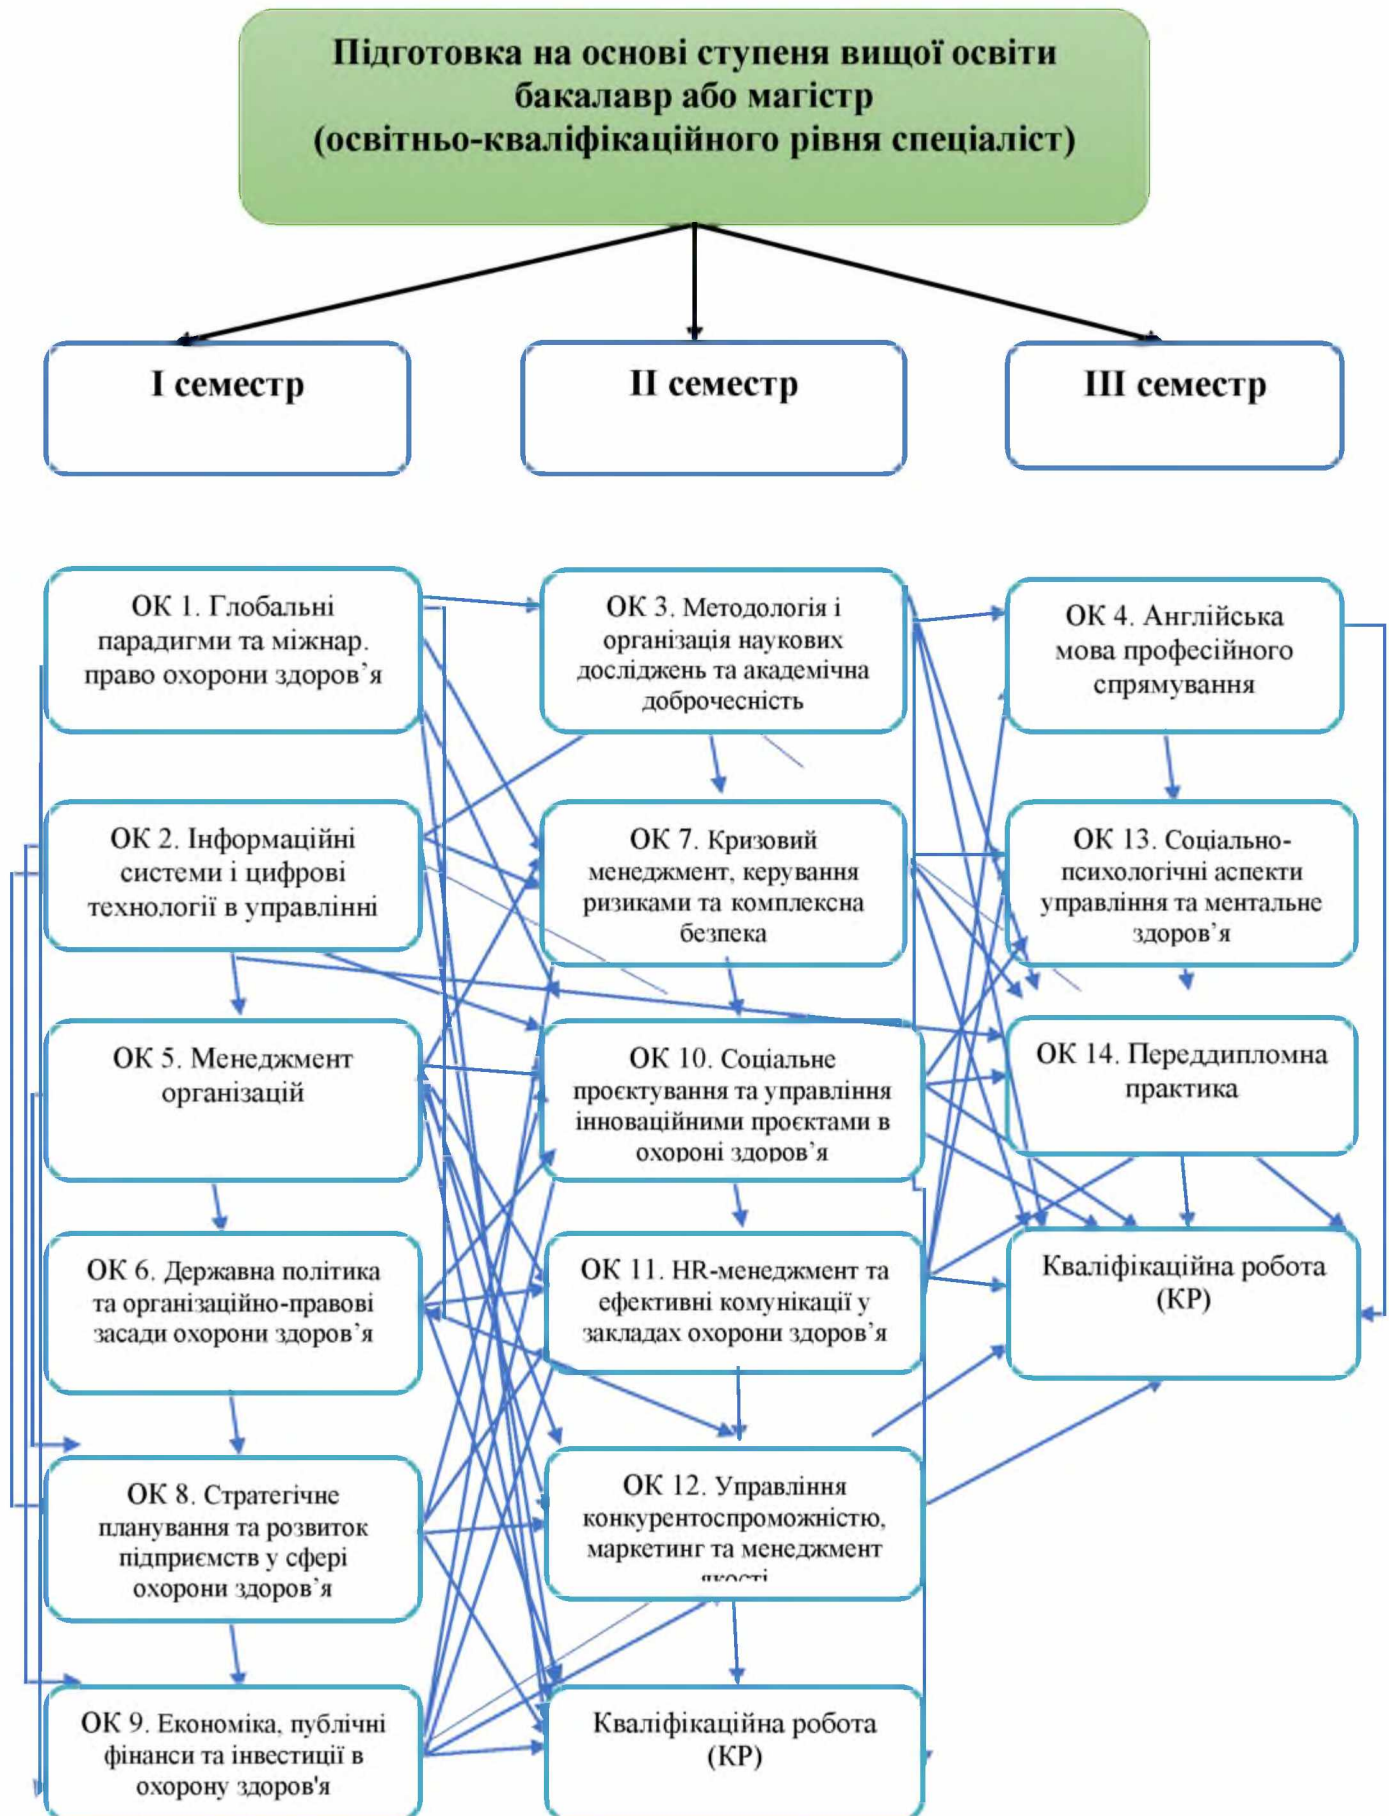 Підготовка на основі ступеня вищої освіти
бакалавр або магістр
(освітньо-кваліфікаційного рівня спеціаліст)
І семестр
ІІ семестр
ІІІ семестр
ОК 1. Глобальні
парадигми та міжнар.
право охорони здоров’я
ОК 2. Інформаційні
системи і цифрові
технології в управлінні
ОК 5. Менеджмент
організацій
ОК 6. Державна політика
та організаційно-правові
засади охорони здоров’я
ОК 8. Стратегічне
планування та розвиток
підприємств у сфері
охорони здоров’я
ОК 9. Економіка, публічні
фінанси та інвестиції в
охорону здоров'я
ОК 3. Методологія і
організація наукових
досліджень та академічна
доброчесність
ОК 7. Кризовий
менеджмент, керування
ризиками та комплексна
безпека
ОК 10. Соціальне
проєктування та управління
інноваційними проєктами в
охороні здоров’я
ОК 11. HR-менеджмент та
ефективні комунікації у
закладах охорони здоров’я
ОК 12. Управління
конкурентоспроможністю,
маркетинг та менеджмент
якості
Кваліфікаційна робота
(КР)
ОК 4. Англійська
мова професійного
спрямування
ОК 13. Соціально-
психологічні аспекти
управління та ментальне
здоров’я
ОК 14. Переддипломна
практика
Кваліфікаційна робота
(КР)